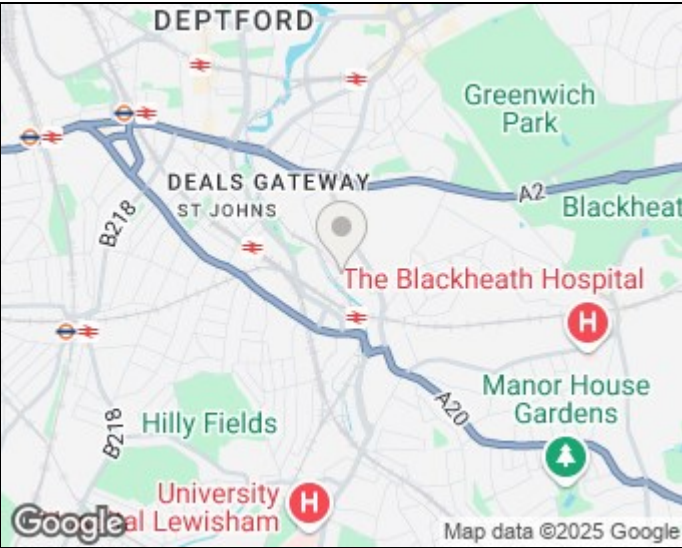 DEPTFORD
Greenwich
Park
DEALS GATEWAY
A2
ST JOHNS
Blackheat
B218
The Blackheath Hospital
H
Manor House
Gardens
A20
B218
Hilly Fields
University
H
Lewisham
Google
Map data ©2025 Google